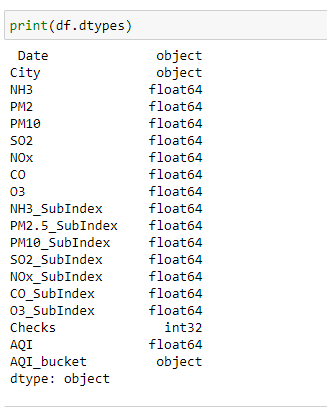 print(df.dtypes)
 Date              object
City               object
NH3               float64
PM2               float64
PM10              float64
SO2               float64
NOx               float64
CO                float64
O3                float64
NH3_SubIndex      float64
PM2.5_SubIndex    float64
PM10_SubIndex     float64
SO2_SubIndex      float64
NOx_SubIndex      float64
CO_SubIndex       float64
O3_SubIndex       float64
Checks              int32
AQI               float64
AQI_bucket         object
dtype: object